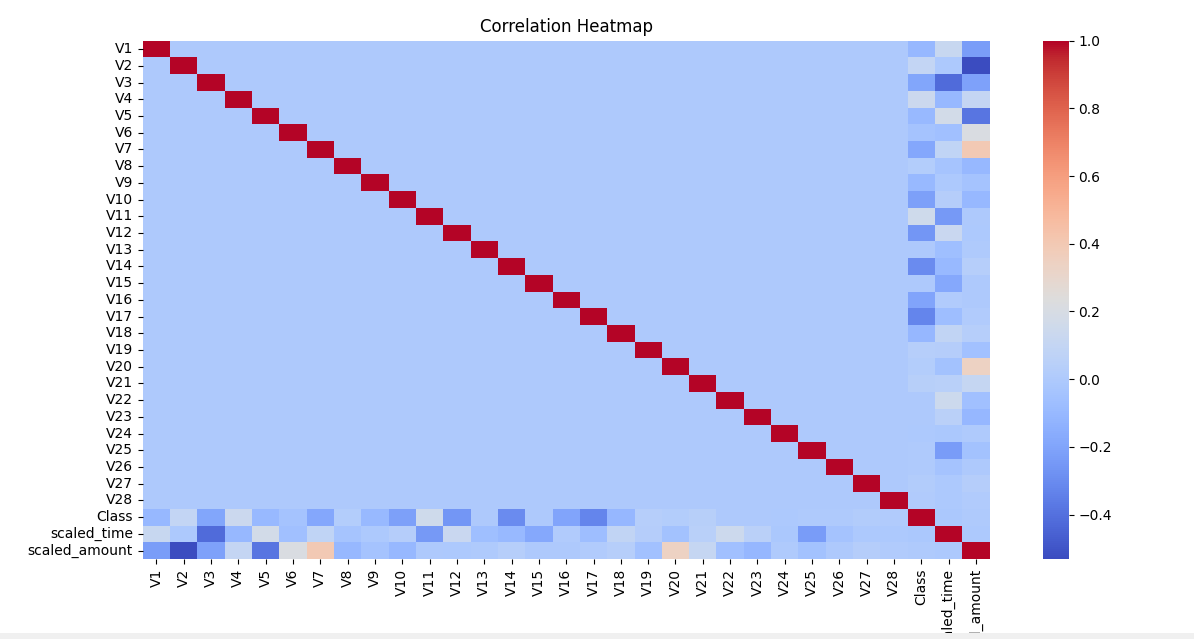 Correlation Heatmap
V1
V2
V3
V4
V5
V6
V7
V8
V9
V10
V11
V12
V13
V14
V15
V16
V17
V18
V19
V20
V21
V22
V23
V24
V25
V26
V27
V28
Class
scaled_time
scaled_amount
V1
V2
V3
V4
V5
V6
V7
V8
V9
V10
V11
V12
V13
V14
V15
V16
V17
V18
V19
V20
V21
V22
V23
V24
V25
V26
V27
V28
Class
led_time
_amount
1.0
0.8
0.6
0.4
0.2
0.0
−0.2
−0.4